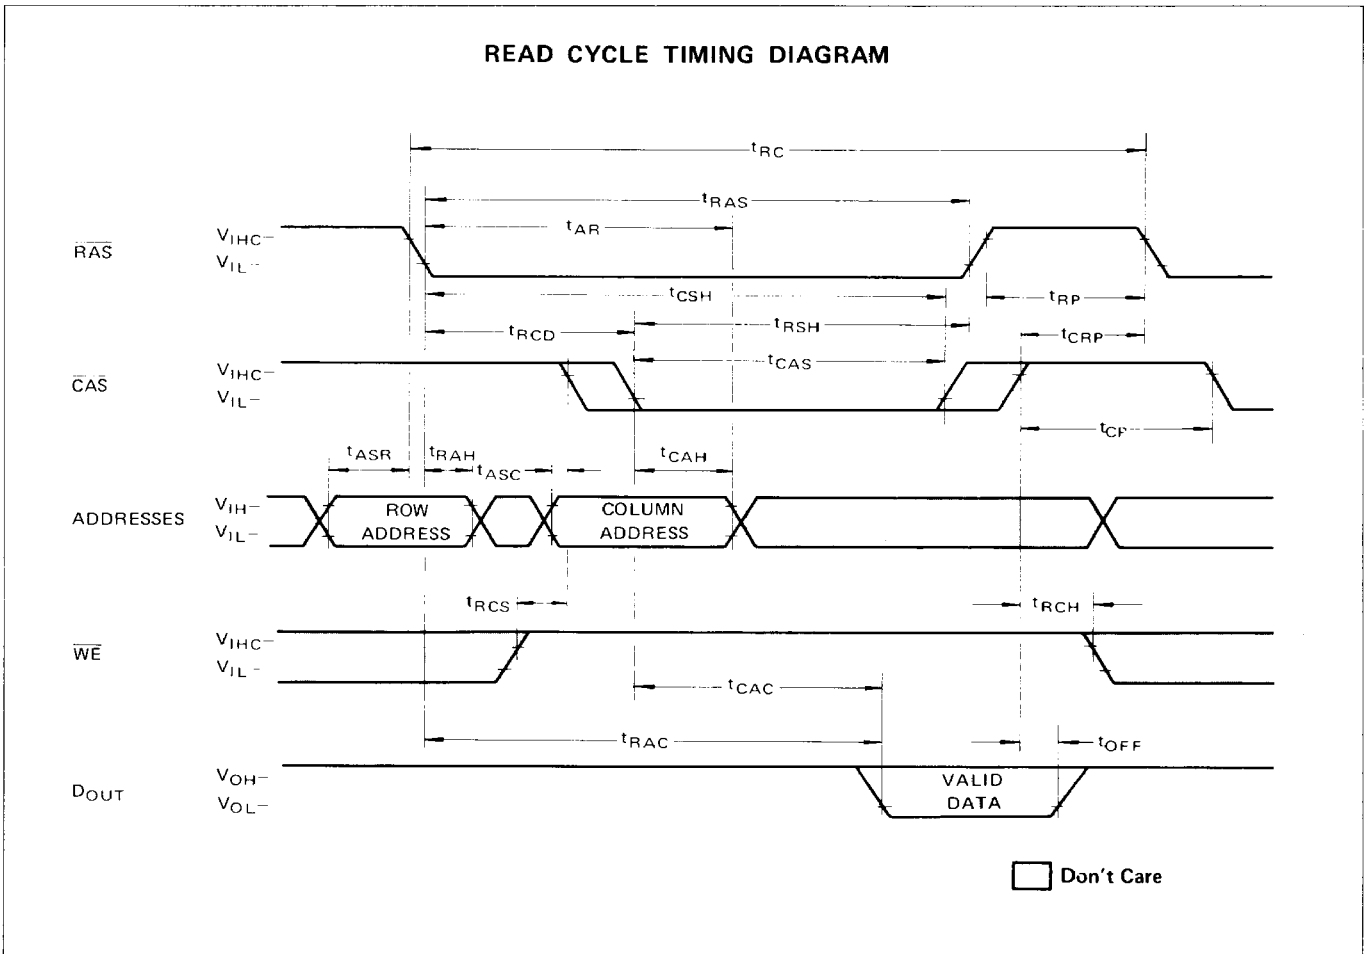 READ CYCLE TIMING DIAGRAM
tRC
tRAS
tAR
RAS
VIHC
VIL
tCSH
tRP
tRSH
tRCD
tCRP
tCAS
CAS
VIHC
VIL
tCP
tASR
tRAH
tASC
tCAH
ADDRESSES
VIH
VIL
ROW ADDRESS
COLUMN ADDRESS
tRCS
tRCH
WE
VIHC
VIL
tCAC
tRAC
tOFF
DOUT
VOH
VOL
VALID DATA
Don't Care